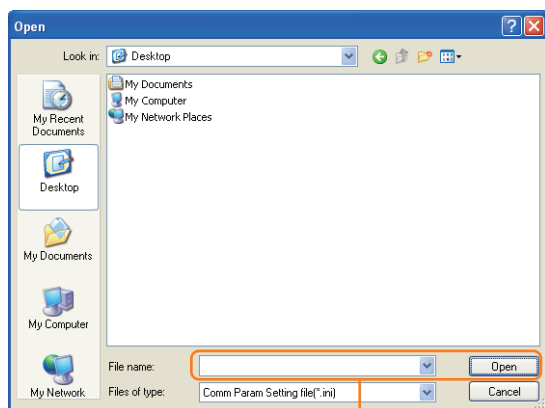 Open
Look in:
Desktop
My Recent
Documents
Desktop
My Documents
My Computer
My Network
My Documents
My Computer
My Network Places
File name:
Open
Files of type:
Comm Param Setting file(*.ini)
Cancel